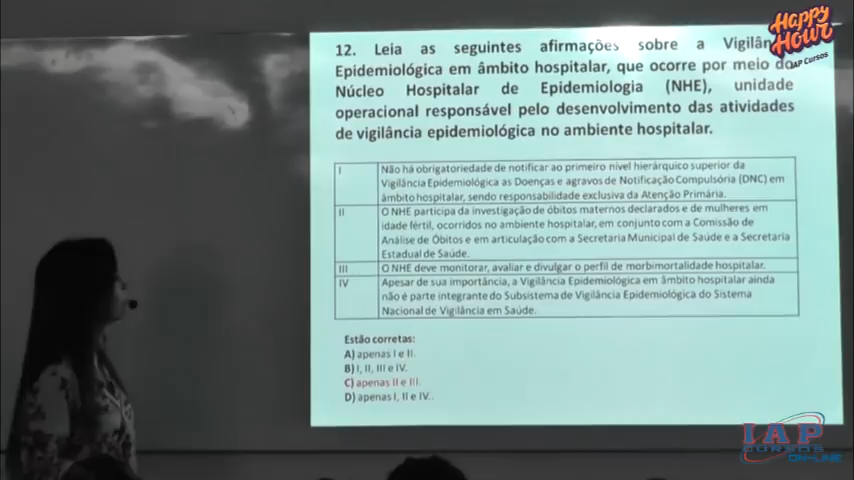 HAPPY
HOUR
IAP Cursos
12. Leia as seguintes afirmações sobre a
Epidemiológica em âmbito hospitalar, que ocorre por meio do
Núcleo Hospitalar de Epidemiologia (NHE), unidade
operacional responsável pelo desenvolvimento das atividades
de vigilância epidemiológica no ambiente hospitalar.
I Não há obrigatoriedade de notificar ao primeiro nível hierárquico superior da
Vigilância Epidemiológica as Doenças e agravos de Notificação Compulsória (DNC) em
âmbito hospitalar, sendo responsabilidade exclusiva da Atenção Primária.
II O NHE participa da investigação de óbitos maternos declarados e de mulheres em
idade fértil, ocorridos no ambiente hospitalar, em conjunto com a Comissão de
Análise de Óbitos e em articulação com a Secretaria Municipal de Saúde e a Secretaria
Estadual de Saúde.
III O NHE deve monitorar, avaliar e divulgar o perfil de morbimortalidade hospitalar.
IV Apesar de sua importância, a Vigilância Epidemiológica em âmbito hospitalar ainda
não é parte integrante do Subsistema de Vigilância Epidemiológica do Sistema
Nacional de Vigilância em Saúde.
Estão corretas:
A) apenas I e II.
B) I, II, III e IV.
C) apenas II e III.
D) apenas I, II e IV..
IAP
CURSOS
ON-LINE